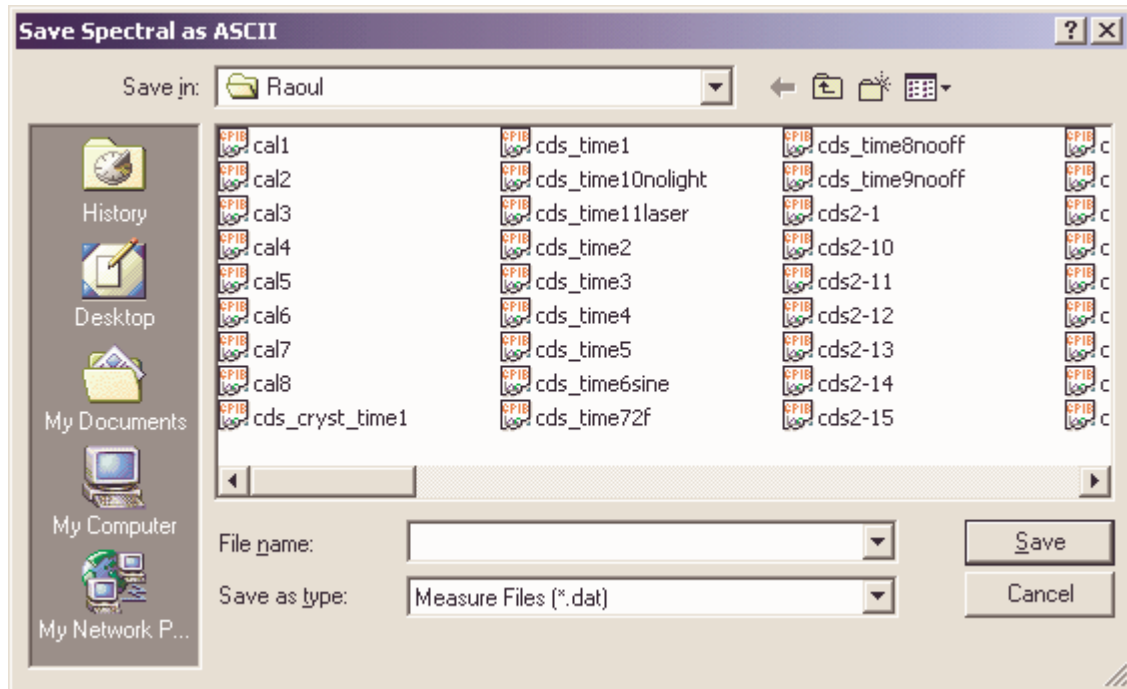 Save Spectral as ASCII
Save in:
Raoul
History
Desktop
My Documents
My Computer
My Network P...
cal1
cal2
cal3
cal4
cal5
cal6
cal7
cal8
cds_cryst_time1
cds_time1
cds_time10nolight
cds_time11laser
cds_time2
cds_time3
cds_time4
cds_time5
cds_time6sine
cds_time72f
cds_time8nooff
cds_time9nooff
cds2-1
cds2-10
cds2-11
cds2-12
cds2-13
cds2-14
cds2-15
c
c
c
c
c
c
c
c
c
File name:
Save
Save as type:
Measure Files (*.dat)
Cancel